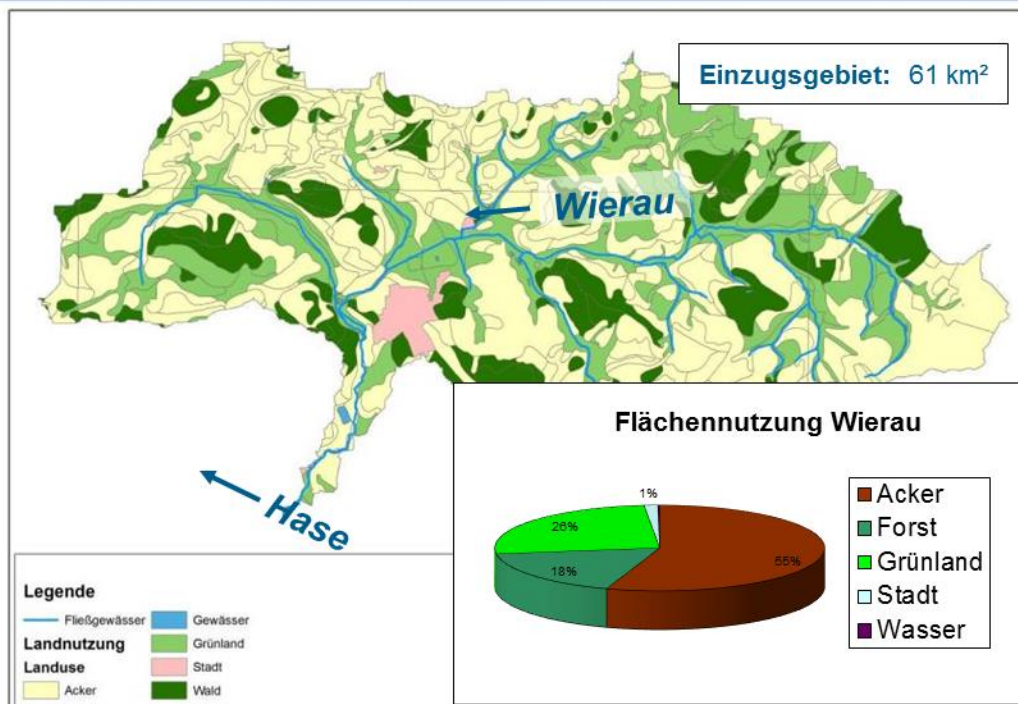 Einzugsgebiet: 61 km²
Wierau
Hase
Flächennutzung Wierau
1%
26%
18%
55%
Acker
Forst
Grünland
Stadt
Wasser
Legende
Fließgewässer
Landnutzung
Landuse
Acker
Gewässer
Grünland
Stadt
Wald